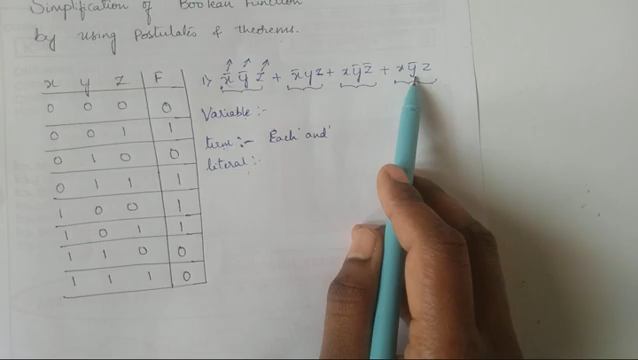 Simplification of Boolean Function
by using Postulates & theorems.
x y z F
0 0 0 0
0 0 1 1
0 1 0 0
0 1 1 1
1 0 0 1
1 0 1 1
1 1 0 0
1 1 1 0
1) x̄ ȳ z + x̄yz + xȳz̄ + xȳz
Variable :-
term :- Each 'and'
literal :-